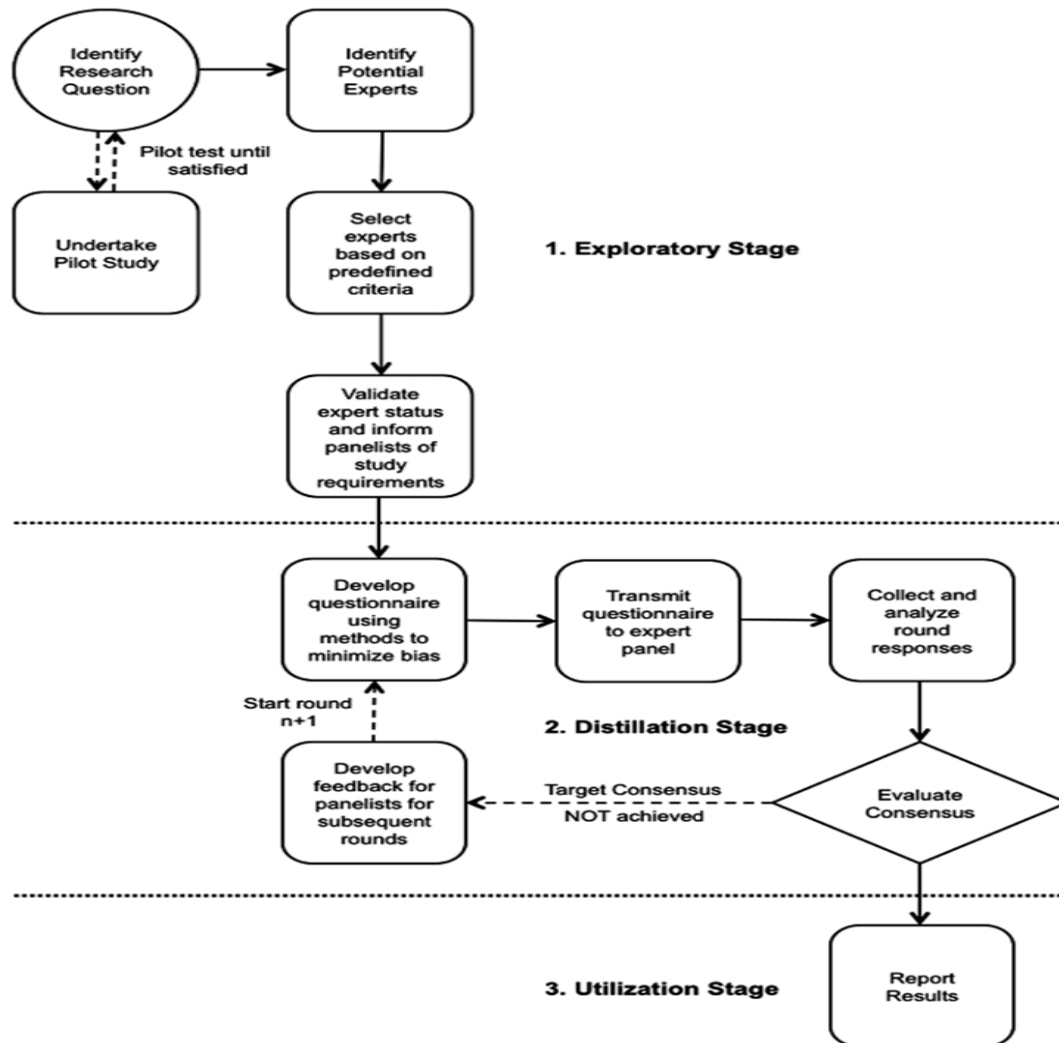 Identify
Research
Question
Identify
Potential
Experts
Pilot test until
satisfied
Undertake
Pilot Study
Select
experts
based on
predefined
criteria
1. Exploratory Stage
Validate
expert status
and inform
panelists of
study
requirements
Develop
questionnaire
using
methods to
minimize bias
Transmit
questionnaire
to expert
panel
Collect and
analyze
round
responses
Start round
n+1
2. Distillation Stage
Develop
feedback for
panelists for
subsequent
rounds
Target Consensus
NOT achieved
Evaluate
Consensus
3. Utilization Stage
Report
Results